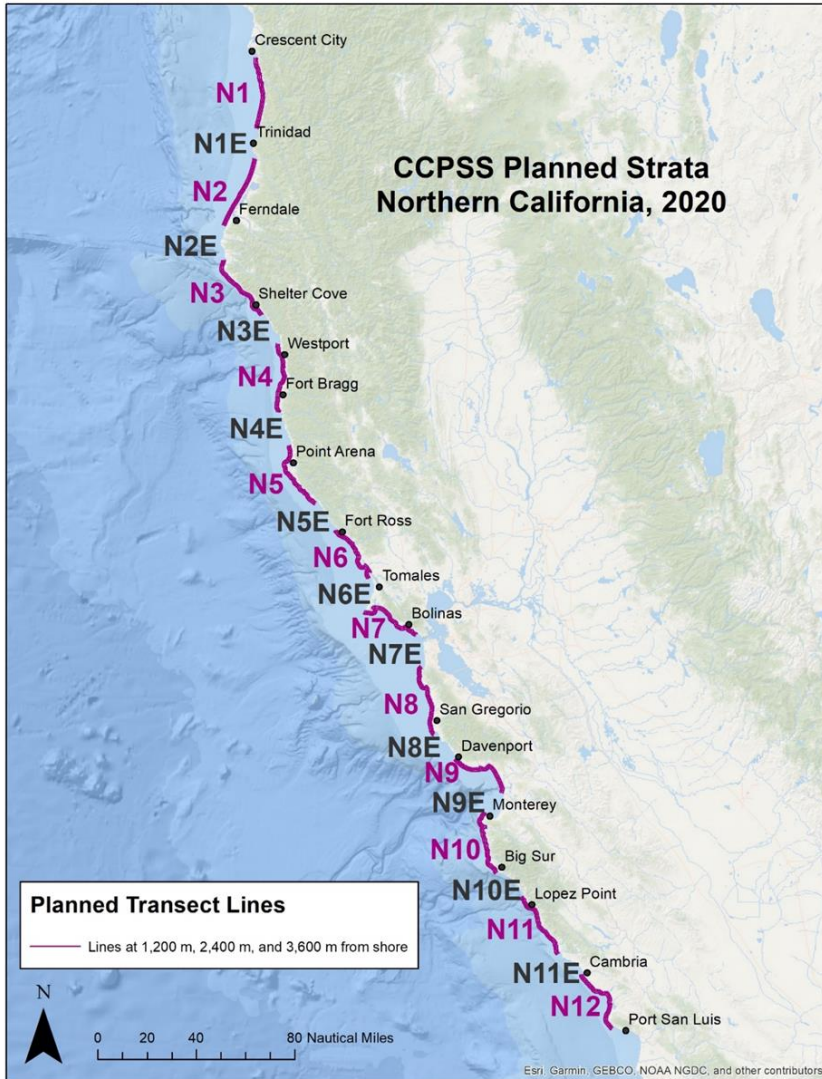 Crescent City
N1
N1E
Trinidad
CCPSS Planned Strata
Northern California, 2020
N2
Ferndale
N2E
N3
Shelter Cove
N3E
Westport
N4
Fort Bragg
N4E
Point Arena
N5
N5E
Fort Ross
N6
Tomales
N6E
N7
Bolinas
N7E
N8
San Gregorio
N8E
Davenport
N9
N9E
Monterey
N10
Big Sur
N10E
Lopez Point
N11
N11E
Cambria
N12
Port San Luis
Planned Transect Lines
Lines at 1,200 m, 2,400 m, and 3,600 m from shore
N
0 40 80 Nautical Miles
Esri, Garmin, GEBCO, NOAA NGDC, and other contributors